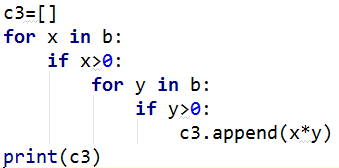 c3=[]
for x in b:
    if x>0:
        for y in b:
            if y>0:
                c3.append(x*y)
print(c3)